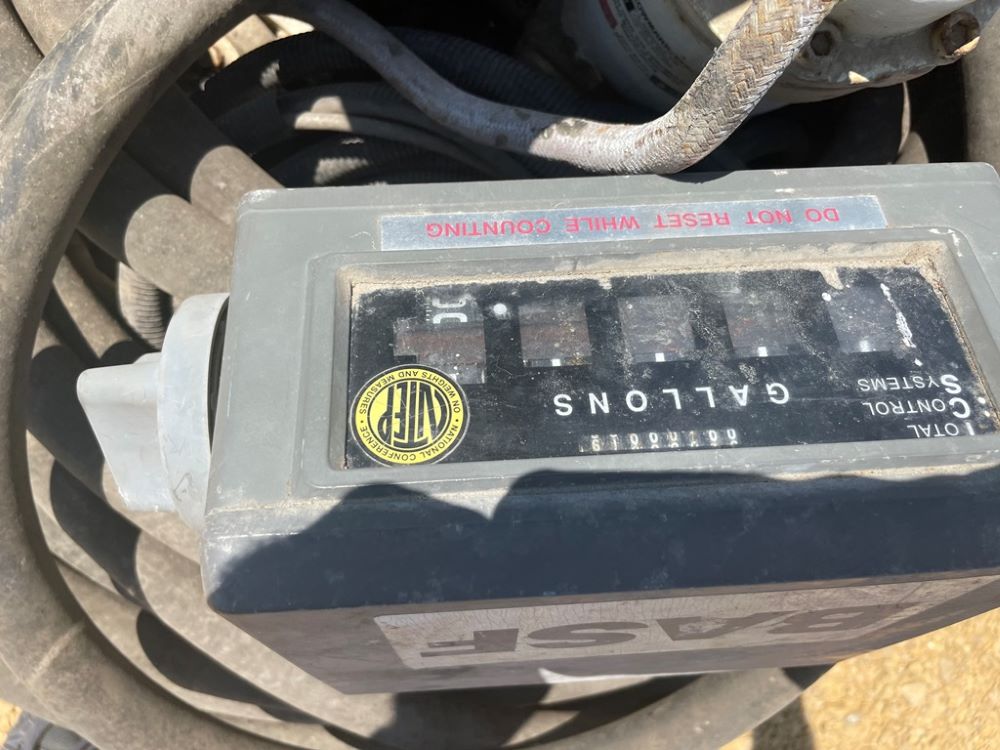 BASF
TOTAL
CONTROL
SYSTEMS
GALLONS
NATIONAL CONFERENCE
NTEP
ON WEIGHTS AND MEASURES
DO NOT RESET WHILE COUNTING